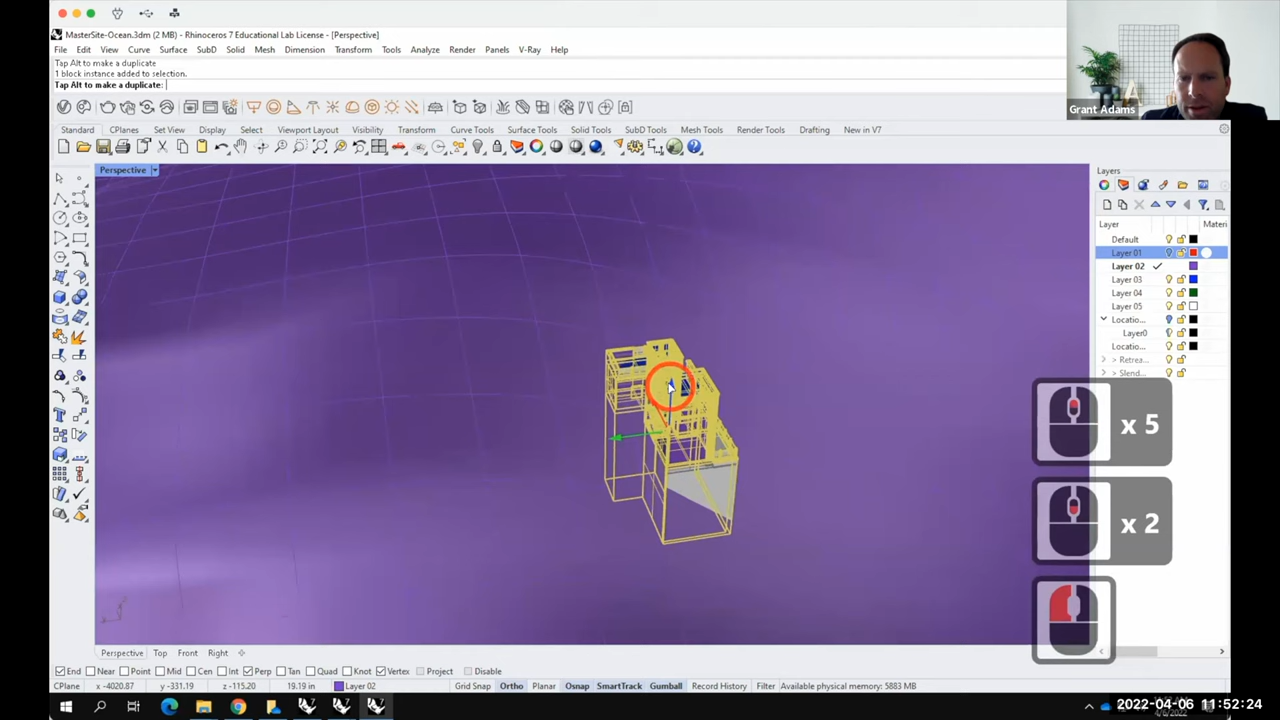 MasterSite-Ocean.3dm (2 MB) - Rhinoceros 7 Educational Lab License - [Perspective]
File Edit View Curve Surface SubD Solid Mesh Dimension Transform Tools Analyze Render Panels V-Ray Help
Tap Alt to make a duplicate
1 block instance added to selection.
Tap Alt to make a duplicate:
Grant Adams
Standard CPlanes Set View Display Select Viewport Layout Visibility Transform Curve Tools Surface Tools Solid Tools SubD Tools Mesh Tools Render Tools Drafting New in V7
Perspective
Layers
Layer Materi
Default
Layer 01
Layer 02
Layer 03
Layer 04
Layer 05
Locatio...
Layer0
Locatio...
> Retrea...
> Slend...
x 5
x 2
Perspective Top Front Right
End Near Point Mid Cen Int Perp Tan Quad Knot Vertex Project Disable
CPlane x -4020.87 y -331.19 z -115.20 19.19 in Layer 02 Grid Snap Ortho Planar Osnap SmartTrack Gumball Record History Filter Available physical memory: 5883 MB
2022-04-06 11:52:24